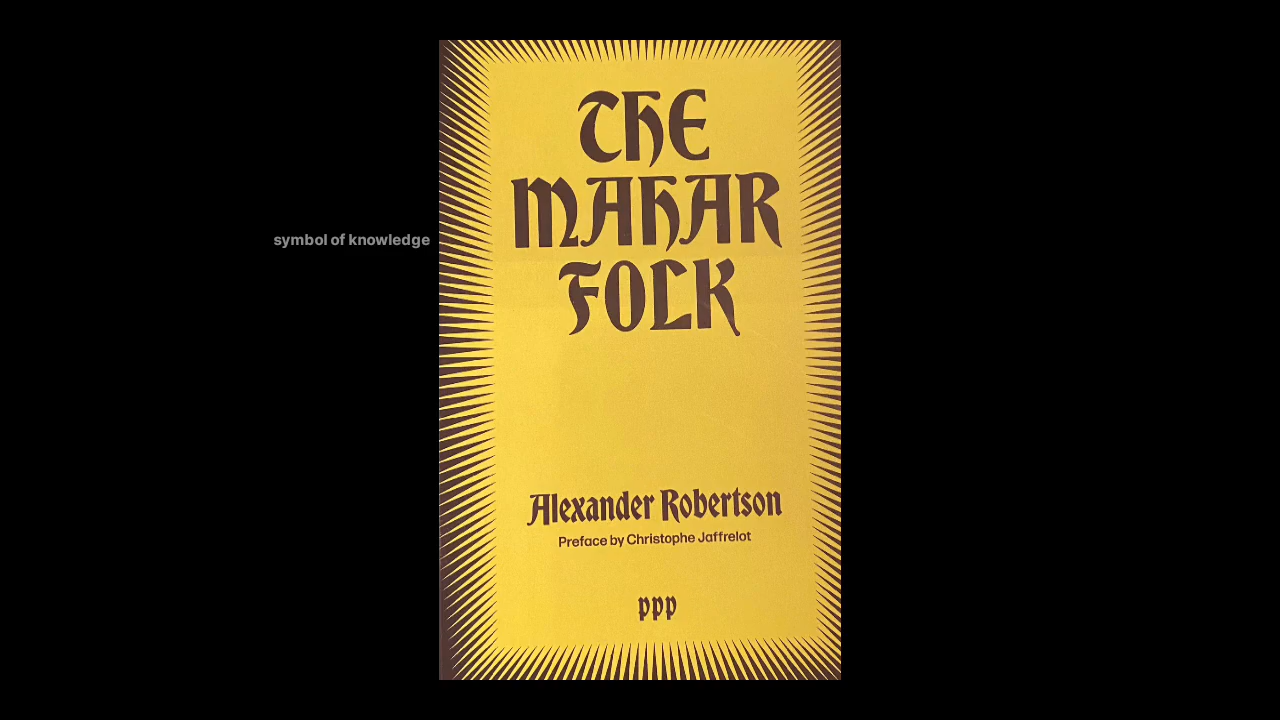 symbol of knowledge
THE
MAHAR
FOLK
Alexander Robertson
Preface by Christophe Jaffrelot
ppp